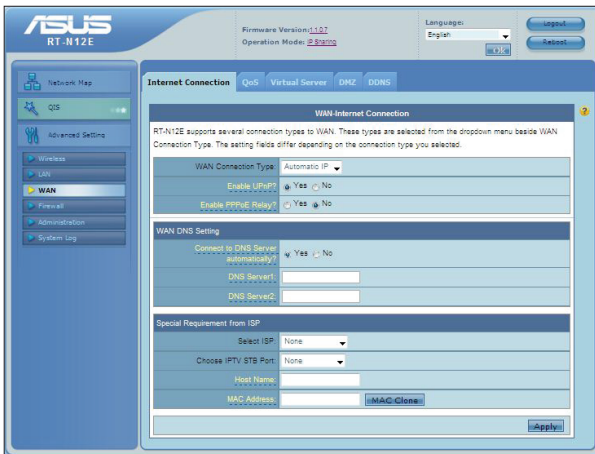 ASUS
RT-N12E
Firmware Version:1.1.0.7
Operation Mode: IP Sharing
Language:
English
OK
Logout
Reboot
Network Map
QIS
Advanced Setting
Wireless
LAN
WAN
Firewall
Administration
System Log
Internet Connection QoS Virtual Server DMZ DDNS
WAN-Internet Connection
RT-N12E supports several connection types to WAN. These types are selected from the dropdown menu beside WAN
Connection Type. The setting fields differ depending on the connection type you selected.
WAN Connection Type: Automatic IP
Enable UPnP? Yes No
Enable PPPoE Relay? Yes No
WAN DNS Setting
Connect to DNS Server
automatically? Yes No
DNS Server1:
DNS Server2:
Special Requirement from ISP
Select ISP: None
Choose IPTV STB Port: None
Host Name:
MAC Address: MAC Clone
Apply